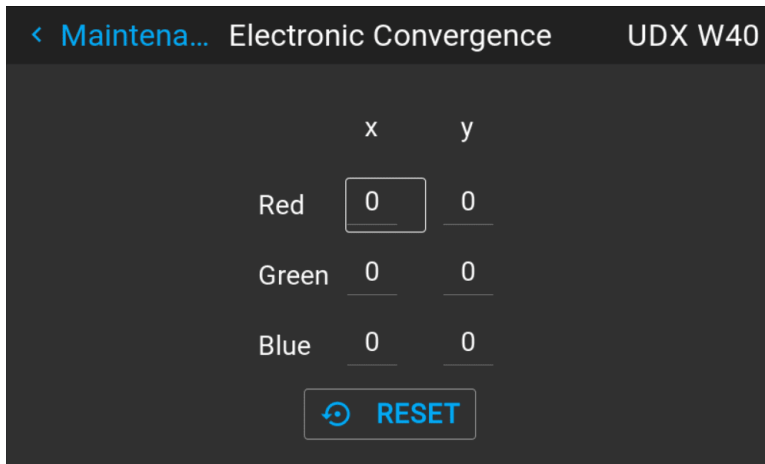 Maintena... Electronic Convergence UDX W40
x y
Red 0 0
Green 0 0
Blue 0 0
RESET